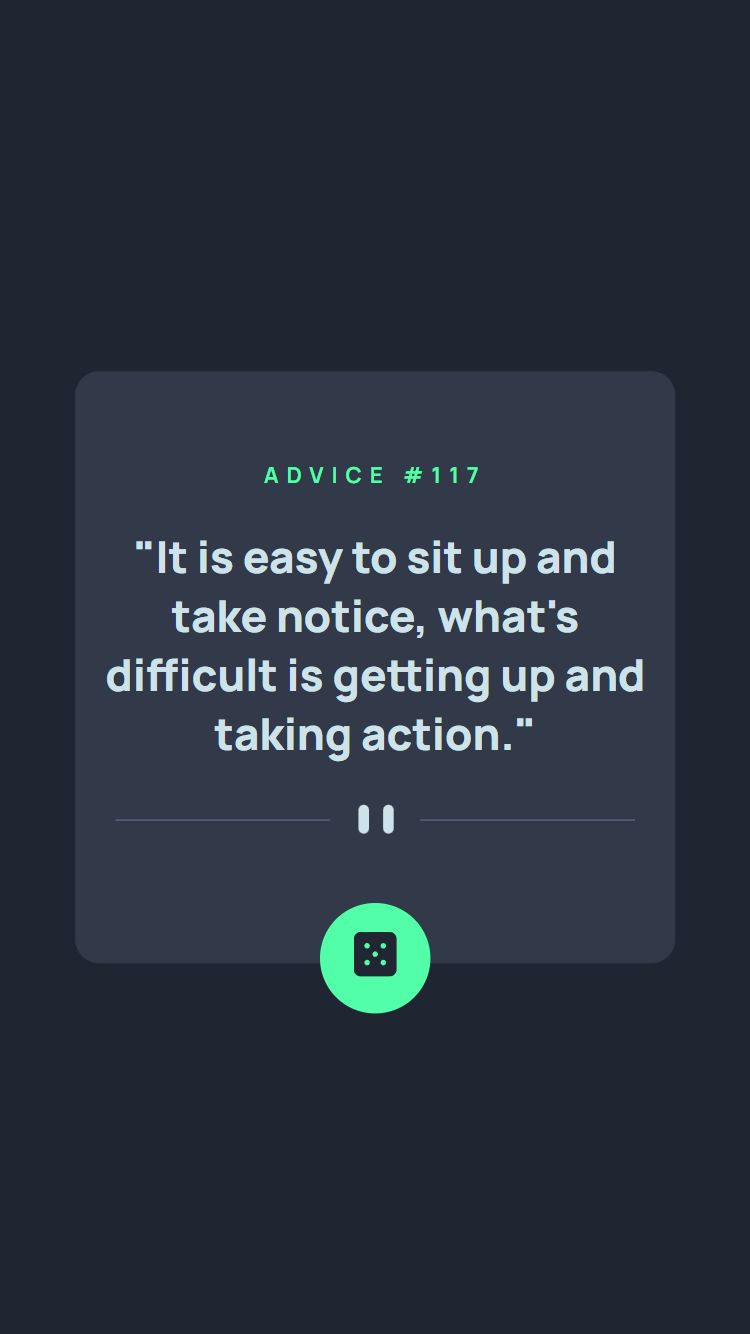 ADVICE #117
"It is easy to sit up and
take notice, what's
difficult is getting up and
taking action."